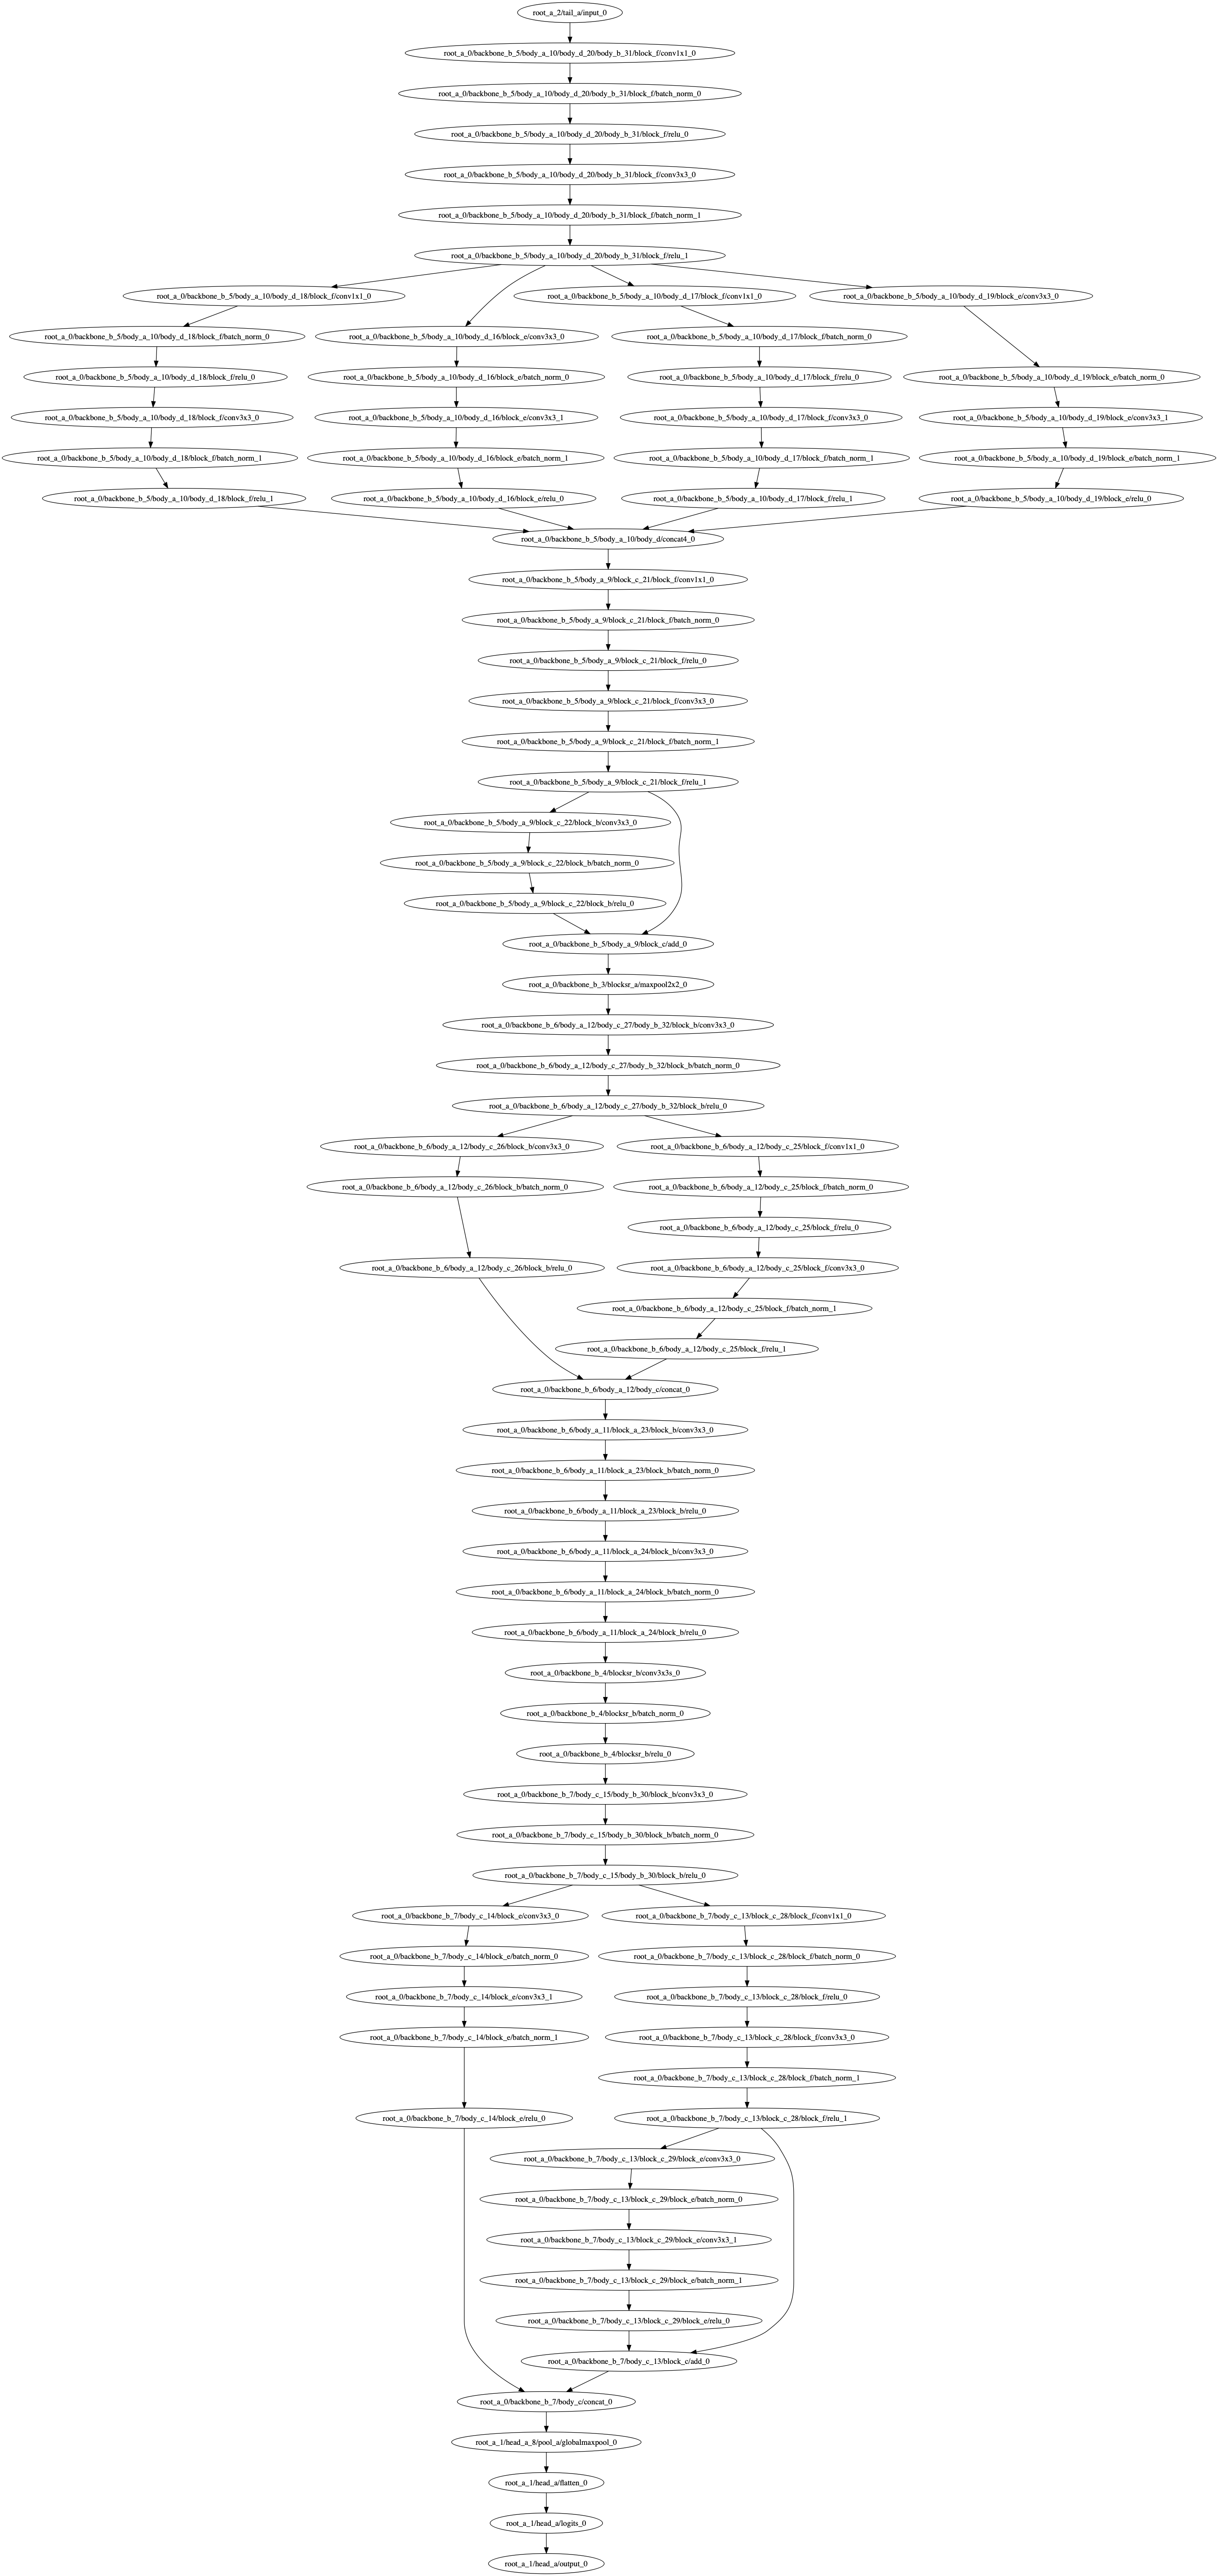 root_a_2/tail_a/input_0
root_a_0/backbone_b_5/body_a_10/body_d_20/body_b_31/block_f/conv1x1_0
root_a_0/backbone_b_5/body_a_10/body_d_20/body_b_31/block_f/batch_norm_0
root_a_0/backbone_b_5/body_a_10/body_d_20/body_b_31/block_f/relu_0
root_a_0/backbone_b_5/body_a_10/body_d_20/body_b_31/block_f/conv3x3_0
root_a_0/backbone_b_5/body_a_10/body_d_20/body_b_31/block_f/batch_norm_1
root_a_0/backbone_b_5/body_a_10/body_d_20/body_b_31/block_f/relu_1
root_a_0/backbone_b_5/body_a_10/body_d_18/block_f/conv1x1_0
root_a_0/backbone_b_5/body_a_10/body_d_17/block_f/conv1x1_0
root_a_0/backbone_b_5/body_a_10/body_d_19/block_e/conv3x3_0
root_a_0/backbone_b_5/body_a_10/body_d_18/block_f/batch_norm_0
root_a_0/backbone_b_5/body_a_10/body_d_16/block_e/conv3x3_0
root_a_0/backbone_b_5/body_a_10/body_d_17/block_f/batch_norm_0
root_a_0/backbone_b_5/body_a_10/body_d_18/block_f/relu_0
root_a_0/backbone_b_5/body_a_10/body_d_16/block_e/batch_norm_0
root_a_0/backbone_b_5/body_a_10/body_d_17/block_f/relu_0
root_a_0/backbone_b_5/body_a_10/body_d_19/block_e/batch_norm_0
root_a_0/backbone_b_5/body_a_10/body_d_18/block_f/conv3x3_0
root_a_0/backbone_b_5/body_a_10/body_d_16/block_e/conv3x3_1
root_a_0/backbone_b_5/body_a_10/body_d_17/block_f/conv3x3_0
root_a_0/backbone_b_5/body_a_10/body_d_19/block_e/conv3x3_1
root_a_0/backbone_b_5/body_a_10/body_d_18/block_f/batch_norm_1
root_a_0/backbone_b_5/body_a_10/body_d_16/block_e/batch_norm_1
root_a_0/backbone_b_5/body_a_10/body_d_17/block_f/batch_norm_1
root_a_0/backbone_b_5/body_a_10/body_d_19/block_e/batch_norm_1
root_a_0/backbone_b_5/body_a_10/body_d_18/block_f/relu_1
root_a_0/backbone_b_5/body_a_10/body_d_16/block_e/relu_0
root_a_0/backbone_b_5/body_a_10/body_d_17/block_f/relu_1
root_a_0/backbone_b_5/body_a_10/body_d_19/block_e/relu_0
root_a_0/backbone_b_5/body_a_10/body_d/concat4_0
root_a_0/backbone_b_5/body_a_9/block_c_21/block_f/conv1x1_0
root_a_0/backbone_b_5/body_a_9/block_c_21/block_f/batch_norm_0
root_a_0/backbone_b_5/body_a_9/block_c_21/block_f/relu_0
root_a_0/backbone_b_5/body_a_9/block_c_21/block_f/conv3x3_0
root_a_0/backbone_b_5/body_a_9/block_c_21/block_f/batch_norm_1
root_a_0/backbone_b_5/body_a_9/block_c_21/block_f/relu_1
root_a_0/backbone_b_5/body_a_9/block_c_22/block_b/conv3x3_0
root_a_0/backbone_b_5/body_a_9/block_c_22/block_b/batch_norm_0
root_a_0/backbone_b_5/body_a_9/block_c_22/block_b/relu_0
root_a_0/backbone_b_5/body_a_9/block_c/add_0
root_a_0/backbone_b_3/blocksr_a/maxpool2x2_0
root_a_0/backbone_b_6/body_a_12/body_c_27/body_b_32/block_b/conv3x3_0
root_a_0/backbone_b_6/body_a_12/body_c_27/body_b_32/block_b/batch_norm_0
root_a_0/backbone_b_6/body_a_12/body_c_27/body_b_32/block_b/relu_0
root_a_0/backbone_b_6/body_a_12/body_c_26/block_b/conv3x3_0
root_a_0/backbone_b_6/body_a_12/body_c_25/block_f/conv1x1_0
root_a_0/backbone_b_6/body_a_12/body_c_26/block_b/batch_norm_0
root_a_0/backbone_b_6/body_a_12/body_c_25/block_f/batch_norm_0
root_a_0/backbone_b_6/body_a_12/body_c_25/block_f/relu_0
root_a_0/backbone_b_6/body_a_12/body_c_26/block_b/relu_0
root_a_0/backbone_b_6/body_a_12/body_c_25/block_f/conv3x3_0
root_a_0/backbone_b_6/body_a_12/body_c_25/block_f/batch_norm_1
root_a_0/backbone_b_6/body_a_12/body_c_25/block_f/relu_1
root_a_0/backbone_b_6/body_a_12/body_c/concat_0
root_a_0/backbone_b_6/body_a_11/block_a_23/block_b/conv3x3_0
root_a_0/backbone_b_6/body_a_11/block_a_23/block_b/batch_norm_0
root_a_0/backbone_b_6/body_a_11/block_a_23/block_b/relu_0
root_a_0/backbone_b_6/body_a_11/block_a_24/block_b/conv3x3_0
root_a_0/backbone_b_6/body_a_11/block_a_24/block_b/batch_norm_0
root_a_0/backbone_b_6/body_a_11/block_a_24/block_b/relu_0
root_a_0/backbone_b_4/blocksr_b/conv3x3s_0
root_a_0/backbone_b_4/blocksr_b/batch_norm_0
root_a_0/backbone_b_4/blocksr_b/relu_0
root_a_0/backbone_b_7/body_c_15/body_b_30/block_b/conv3x3_0
root_a_0/backbone_b_7/body_c_15/body_b_30/block_b/batch_norm_0
root_a_0/backbone_b_7/body_c_15/body_b_30/block_b/relu_0
root_a_0/backbone_b_7/body_c_14/block_e/conv3x3_0
root_a_0/backbone_b_7/body_c_13/block_c_28/block_f/conv1x1_0
root_a_0/backbone_b_7/body_c_14/block_e/batch_norm_0
root_a_0/backbone_b_7/body_c_13/block_c_28/block_f/batch_norm_0
root_a_0/backbone_b_7/body_c_14/block_e/conv3x3_1
root_a_0/backbone_b_7/body_c_13/block_c_28/block_f/relu_0
root_a_0/backbone_b_7/body_c_14/block_e/batch_norm_1
root_a_0/backbone_b_7/body_c_13/block_c_28/block_f/conv3x3_0
root_a_0/backbone_b_7/body_c_13/block_c_28/block_f/batch_norm_1
root_a_0/backbone_b_7/body_c_14/block_e/relu_0
root_a_0/backbone_b_7/body_c_13/block_c_28/block_f/relu_1
root_a_0/backbone_b_7/body_c_13/block_c_29/block_e/conv3x3_0
root_a_0/backbone_b_7/body_c_13/block_c_29/block_e/batch_norm_0
root_a_0/backbone_b_7/body_c_13/block_c_29/block_e/conv3x3_1
root_a_0/backbone_b_7/body_c_13/block_c_29/block_e/batch_norm_1
root_a_0/backbone_b_7/body_c_13/block_c_29/block_e/relu_0
root_a_0/backbone_b_7/body_c_13/block_c/add_0
root_a_0/backbone_b_7/body_c/concat_0
root_a_1/head_a_8/pool_a/globalmaxpool_0
root_a_1/head_a/flatten_0
root_a_1/head_a/logits_0
root_a_1/head_a/output_0